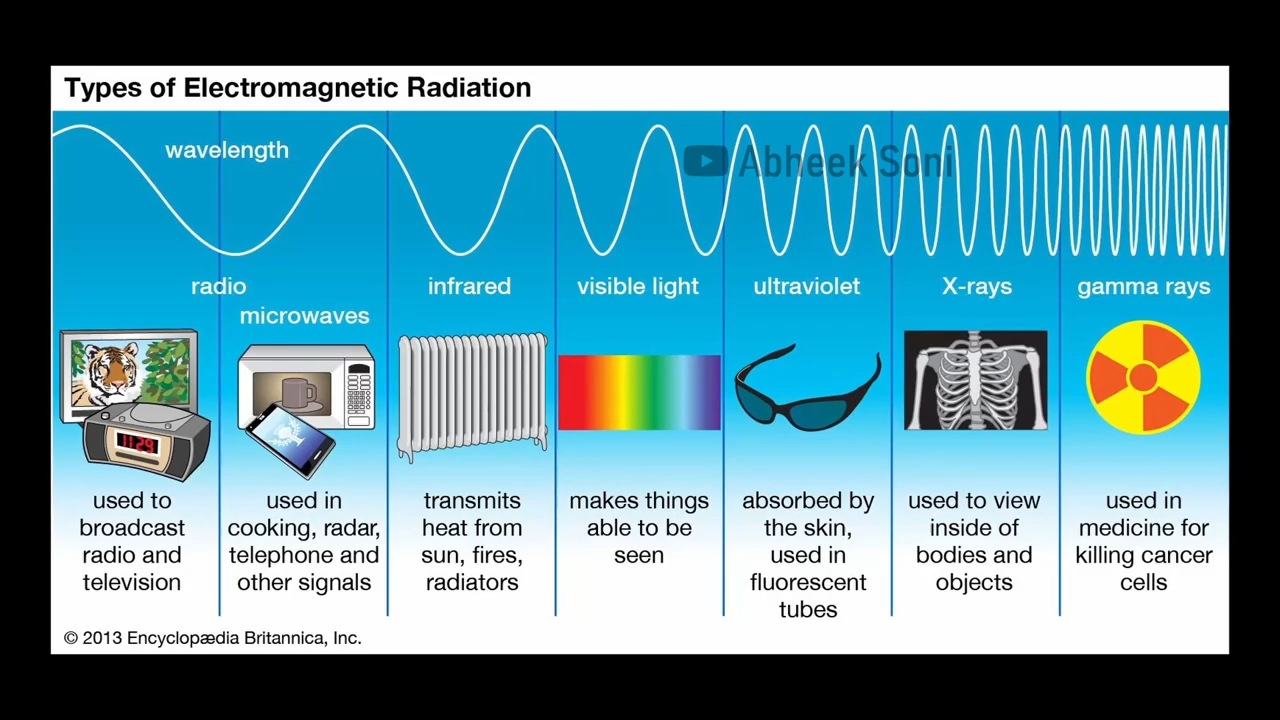 Types of Electromagnetic Radiation
wavelength
Abheek Soni
radio
microwaves
infrared
visible light
ultraviolet
X-rays
gamma rays
11:29
used to
broadcast
radio and
television
used in
cooking, radar,
telephone and
other signals
transmits
heat from
sun, fires,
radiators
makes things
able to be
seen
absorbed by
the skin,
used in
fluorescent
tubes
used to view
inside of
bodies and
objects
used in
medicine for
killing cancer
cells
© 2013 Encyclopædia Britannica, Inc.